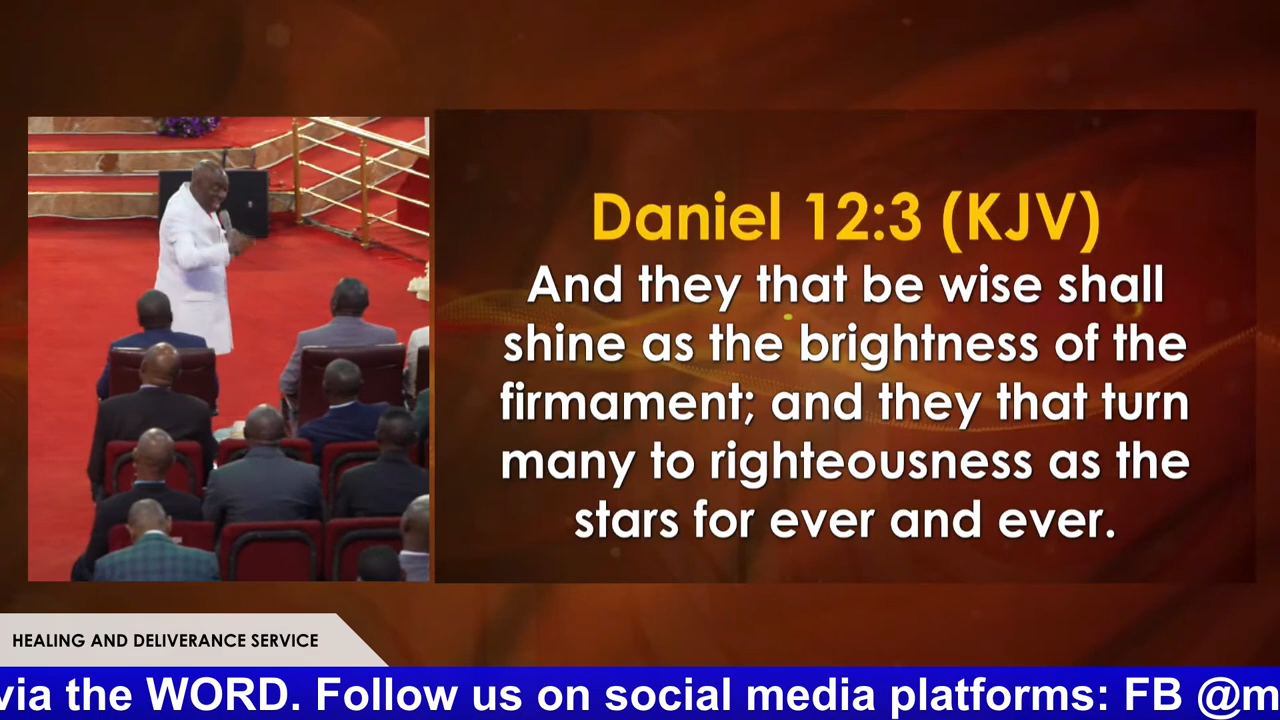 Daniel 12:3 (KJV)
And they that be wise shall
shine as the brightness of the
firmament; and they that turn
many to righteousness as the
stars for ever and ever.
HEALING AND DELIVERANCE SERVICE
via the WORD. Follow us on social media platforms: FB @m